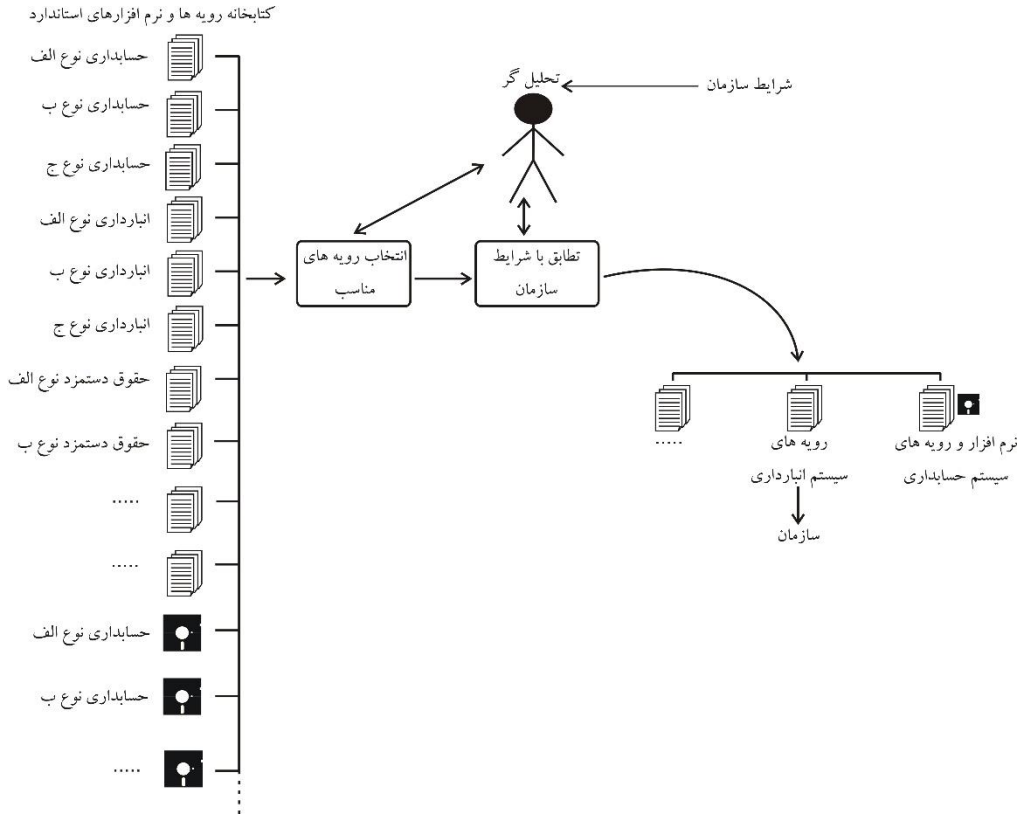 کتابخانه رویه ها و نرم افزارهای استاندارد
حسابداری نوع الف
حسابداری نوع ب
حسابداری نوع ج
انبارداری نوع الف
انبارداری نوع ب
انبارداری نوع ج
حقوق دستمزد نوع الف
حقوق دستمزد نوع ب
.....
.....
حسابداری نوع الف
حسابداری نوع ب
.....
شرایط سازمان
تحلیل گر
انتخاب رویه های
مناسب
تطابق با شرایط
سازمان
نرم افزار و رویه های
سیستم حسابداری
رویه های
سیستم انبارداری
.....
سازمان